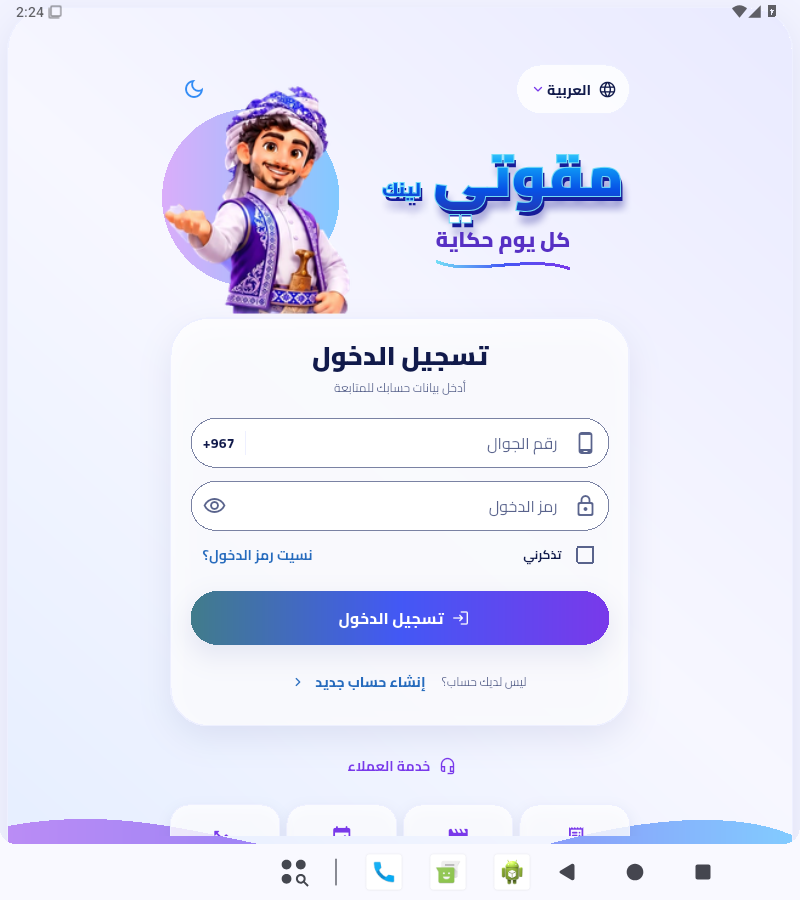 2:24
العربية
مقوتي لينك
كل يوم حكاية
تسجيل الدخول
أدخل بيانات حسابك للمتابعة
رقم الجوال
+967
رمز الدخول
تذكرني
نسيت رمز الدخول؟
تسجيل الدخول
ليس لديك حساب؟ إنشاء حساب جديد
خدمة العملاء